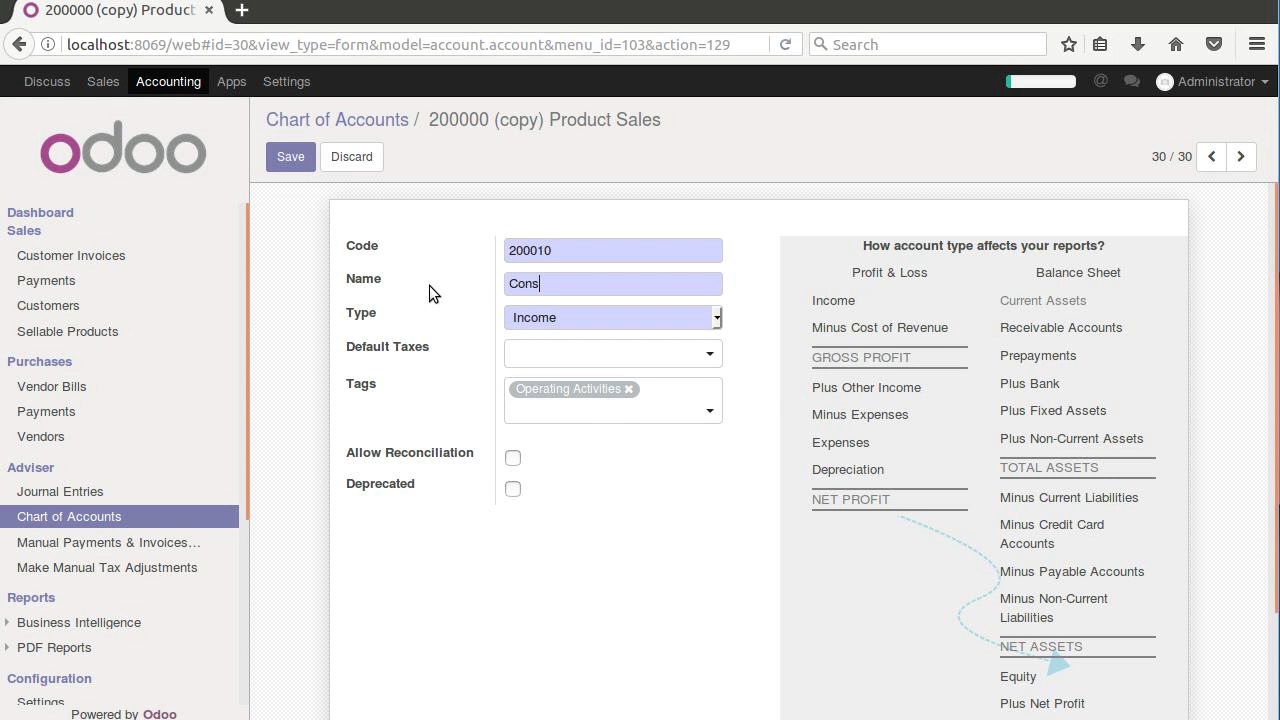 200000 (copy) Product
localhost:8069/web#id=30&view_type=form&model=account.account&menu_id=103&action=129
Search
Discuss Sales Accounting Apps Settings
@ Administrator
odoo
Chart of Accounts / 200000 (copy) Product Sales
Save Discard
30 / 30
Dashboard
Sales
Customer Invoices
Payments
Customers
Sellable Products
Purchases
Vendor Bills
Payments
Vendors
Adviser
Journal Entries
Chart of Accounts
Manual Payments & Invoices...
Make Manual Tax Adjustments
Reports
Business Intelligence
PDF Reports
Configuration
Settings
Powered by Odoo
Code 200010
Name Cons
Type Income
Default Taxes
Tags Operating Activities
Allow Reconciliation
Deprecated
How account type affects your reports?
Profit & Loss
Income
Minus Cost of Revenue
GROSS PROFIT
Plus Other Income
Minus Expenses
Expenses
Depreciation
NET PROFIT
Balance Sheet
Current Assets
Receivable Accounts
Prepayments
Plus Bank
Plus Fixed Assets
Plus Non-Current Assets
TOTAL ASSETS
Minus Current Liabilities
Minus Credit Card
Accounts
Minus Payable Accounts
Minus Non-Current
Liabilities
NET ASSETS
Equity
Plus Net Profit